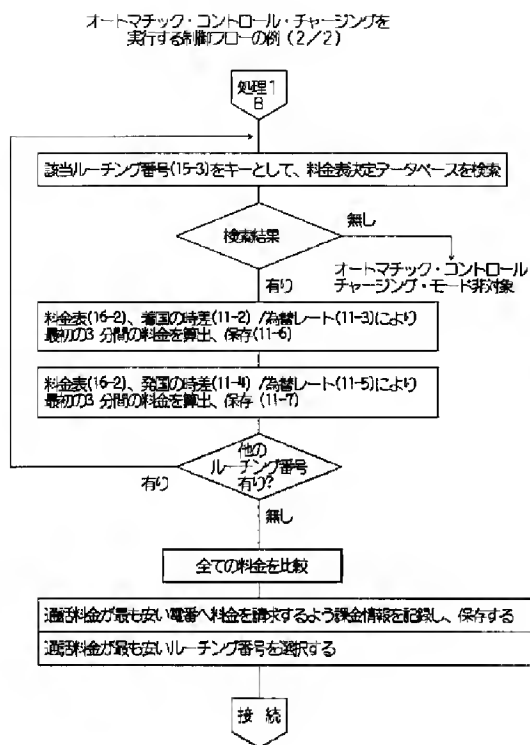 オートマチック・コントロール・チャージングを
実行する制御フローの例 (2/2)
処理1
B
該当ルーチング番号(15-3)をキーとして、料金表決定データベースを検索
検索結果
無し
オートマチック・コントロール
チャージング・モード非対象
有り
料金表(16-2)、着国の時差(11-2) /為替レート(11-3)により
最初の3 分間の料金を算出、保存(11-6)
料金表(16-2)、発国の時差(11-4) /為替レート(11-5)により
最初の3 分間の料金を算出、保存 (11-7)
他の
ルーチング番号
有り?
有り
無し
全ての料金を比較
通話料金が最も安い電番へ料金を請求するよう課金情報を記録し、保存する
通話料金が最も安いルーチング番号を選択する
接 続